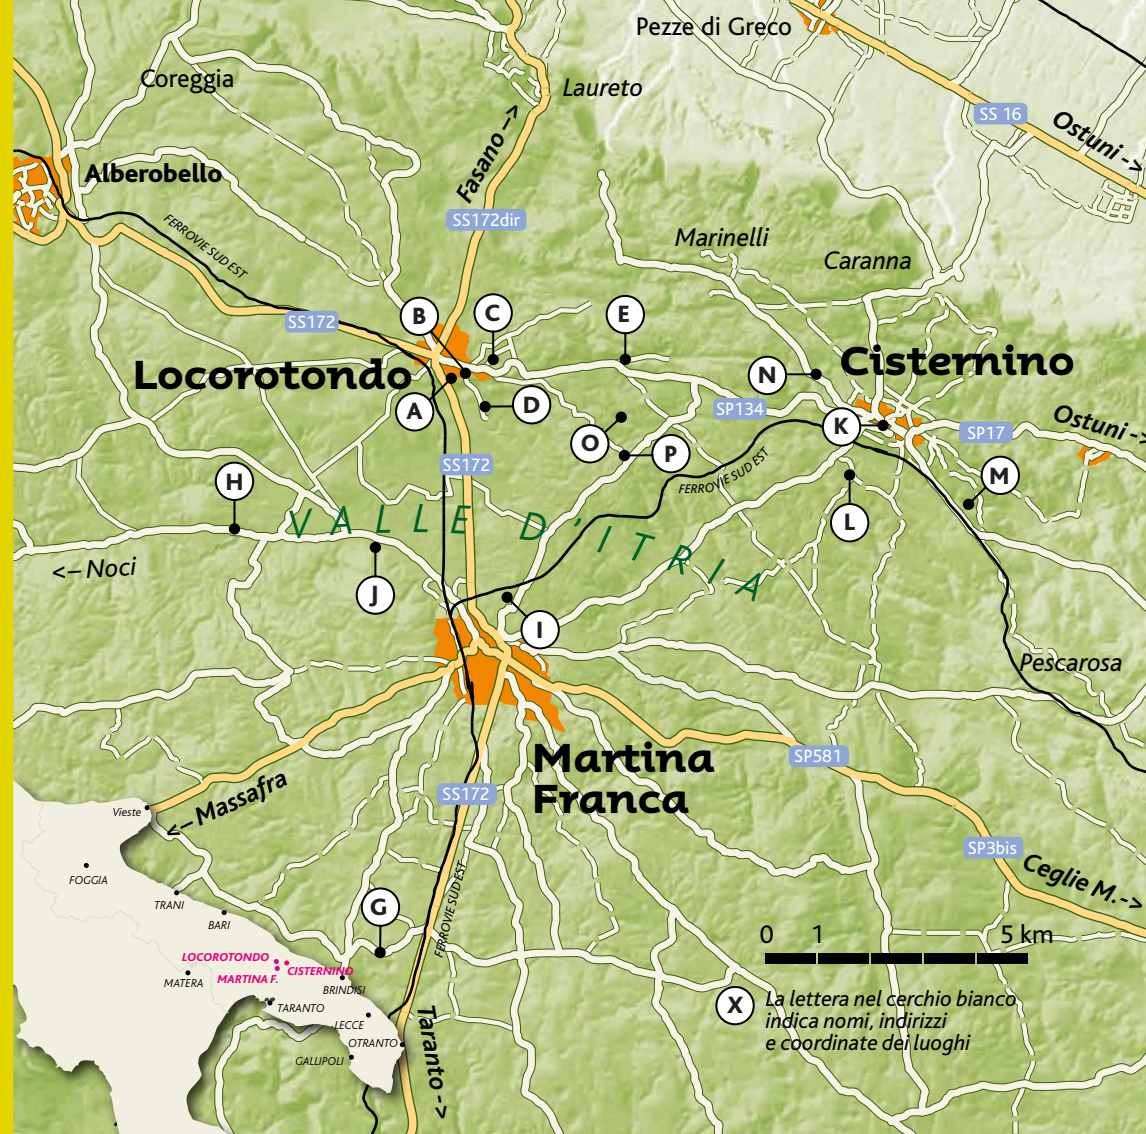 Pezze di Greco
Coreggia
Laureto
SS 16
Ostuni ->
Fasano ->
Alberobello
SS172dir
FERROVIE SUD EST
Marinelli
Caranna
B
C
E
SS172
Locorotondo
Cisternino
N
A
D
SP134
K
Ostuni ->
SP17
O
P
SS172
FERROVIE SUD EST
H
M
VALLE D'ITRIA
L
<– Noci
J
I
Pescarosa
Martina
Franca
SP581
<– Massafra
SS172
Vieste
SP3bis
Ceglie M.->
FOGGIA
FERROVIE SUD EST
TRANI
G
BARI
0 1 5 km
LOCOROTONDO
CISTERNINO
MARTINA F.
MATERA
BRINDISI
TARANTO
LECCE
OTRANTO
GALLIPOLI
Taranto ->
X
La lettera nel cerchio bianco
indica nomi, indirizzi
e coordinate dei luoghi